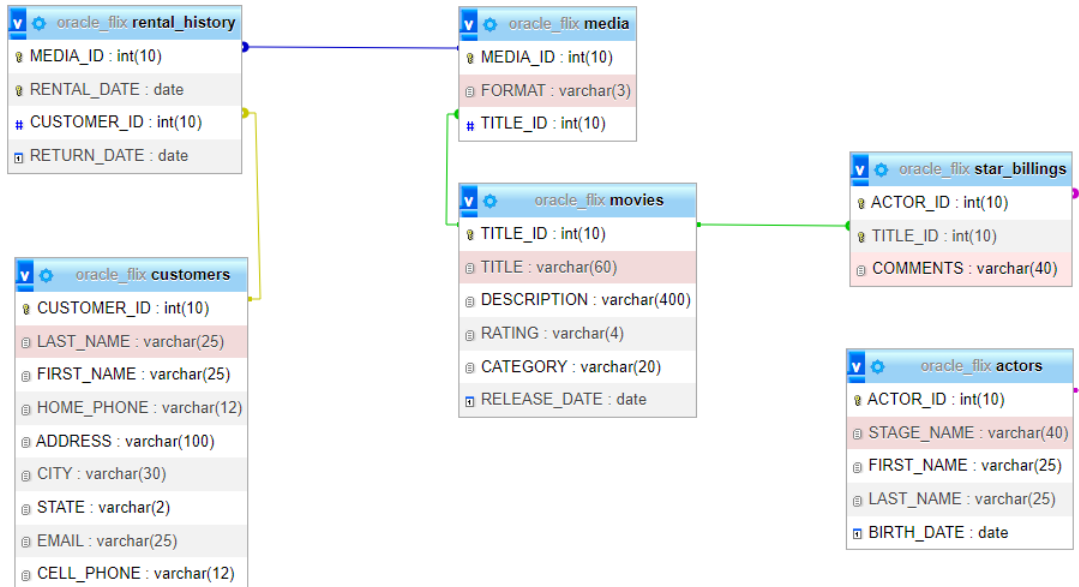 oracle_flix rental_history
MEDIA_ID : int(10)
RENTAL_DATE : date
CUSTOMER_ID : int(10)
RETURN_DATE : date
oracle_flix media
MEDIA_ID : int(10)
FORMAT : varchar(3)
TITLE_ID : int(10)
oracle_flix movies
TITLE_ID : int(10)
TITLE : varchar(60)
DESCRIPTION : varchar(400)
RATING : varchar(4)
CATEGORY : varchar(20)
RELEASE_DATE : date
oracle_flix star_billings
ACTOR_ID : int(10)
TITLE_ID : int(10)
COMMENTS : varchar(40)
oracle_flix customers
CUSTOMER_ID : int(10)
LAST_NAME : varchar(25)
FIRST_NAME : varchar(25)
HOME_PHONE : varchar(12)
ADDRESS : varchar(100)
CITY : varchar(30)
STATE : varchar(2)
EMAIL : varchar(25)
CELL_PHONE : varchar(12)
oracle_flix actors
ACTOR_ID : int(10)
STAGE_NAME : varchar(40)
FIRST_NAME : varchar(25)
LAST_NAME : varchar(25)
BIRTH_DATE : date